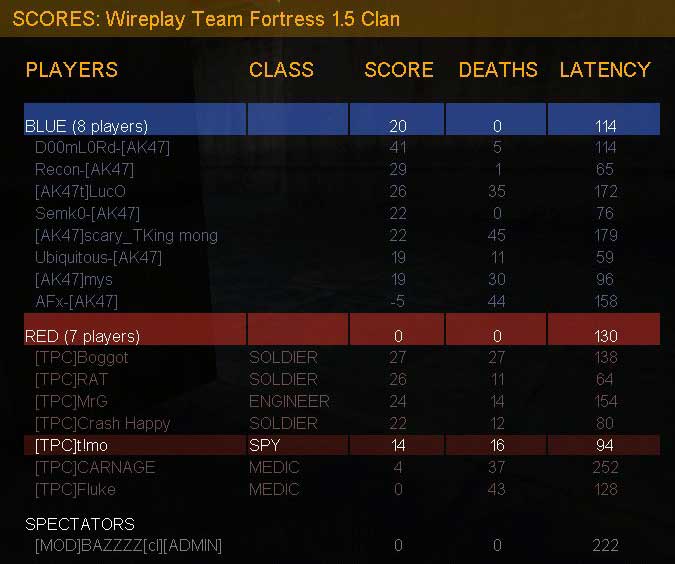 SCORES: Wireplay Team Fortress 1.5 Clan
PLAYERS CLASS SCORE DEATHS LATENCY
BLUE (8 players) 20 0 114
D00mL0Rd-[AK47] 41 5 114
Recon-[AK47] 29 1 65
[AK47t]LucO 26 35 172
Semk0-[AK47] 22 0 76
[AK47]scary_TKing mong 22 45 179
Ubiquitous-[AK47] 19 11 59
[AK47]mys 19 30 96
AFx-[AK47] -5 44 158
RED (7 players) 0 0 130
[TPC]Boggot SOLDIER 27 27 138
[TPC]RAT SOLDIER 26 11 64
[TPC]MrG ENGINEER 24 14 154
[TPC]Crash Happy SOLDIER 22 12 80
[TPC]t!mo SPY 14 16 94
[TPC]CARNAGE MEDIC 4 37 252
[TPC]Fluke MEDIC 0 43 128
SPECTATORS
[MOD]BAZZZZ[cl][ADMIN] 0 0 222